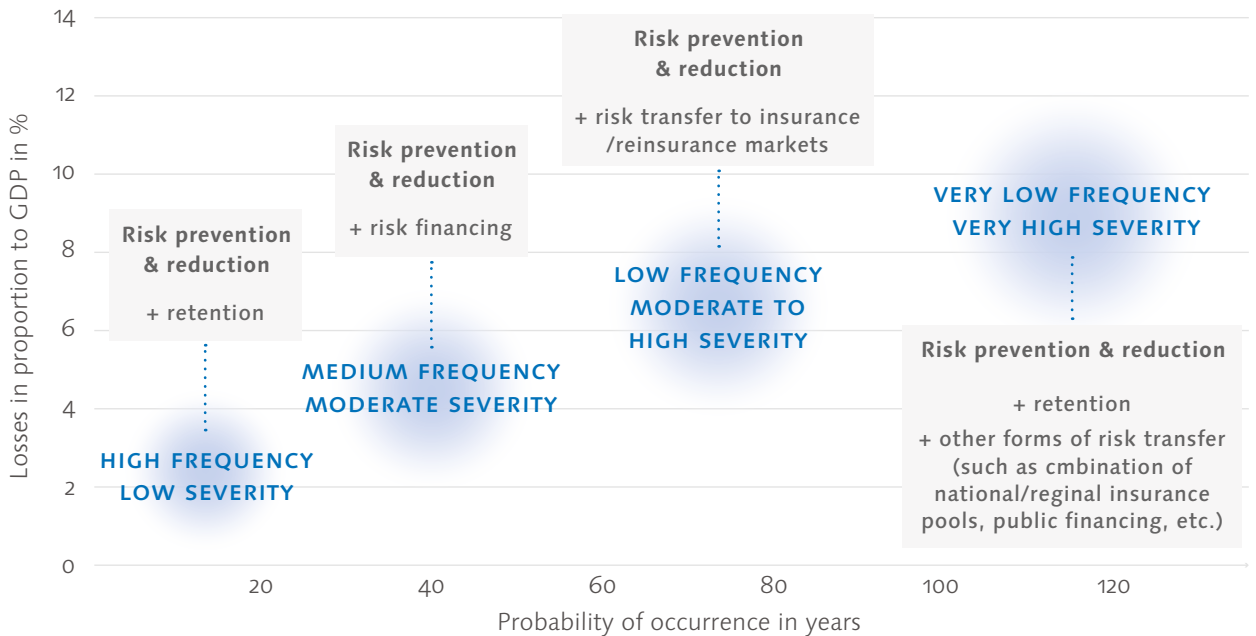 14
12
10
8
6
4
2
0
Losses in proportion to GDP in %
Risk prevention
& reduction
+ retention
HIGH FREQUENCY
LOW SEVERITY
Risk prevention
& reduction
+ risk financing
MEDIUM FREQUENCY
MODERATE SEVERITY
Risk prevention
& reduction
+ risk transfer to insurance
/reinsurance markets
LOW FREQUENCY
MODERATE TO
HIGH SEVERITY
VERY LOW FREQUENCY
VERY HIGH SEVERITY
Risk prevention & reduction
+ retention
+ other forms of risk transfer
(such as cmbination of
national/reginal insurance
pools, public financing, etc.)
20
40
60
80
100
120
Probability of occurrence in years